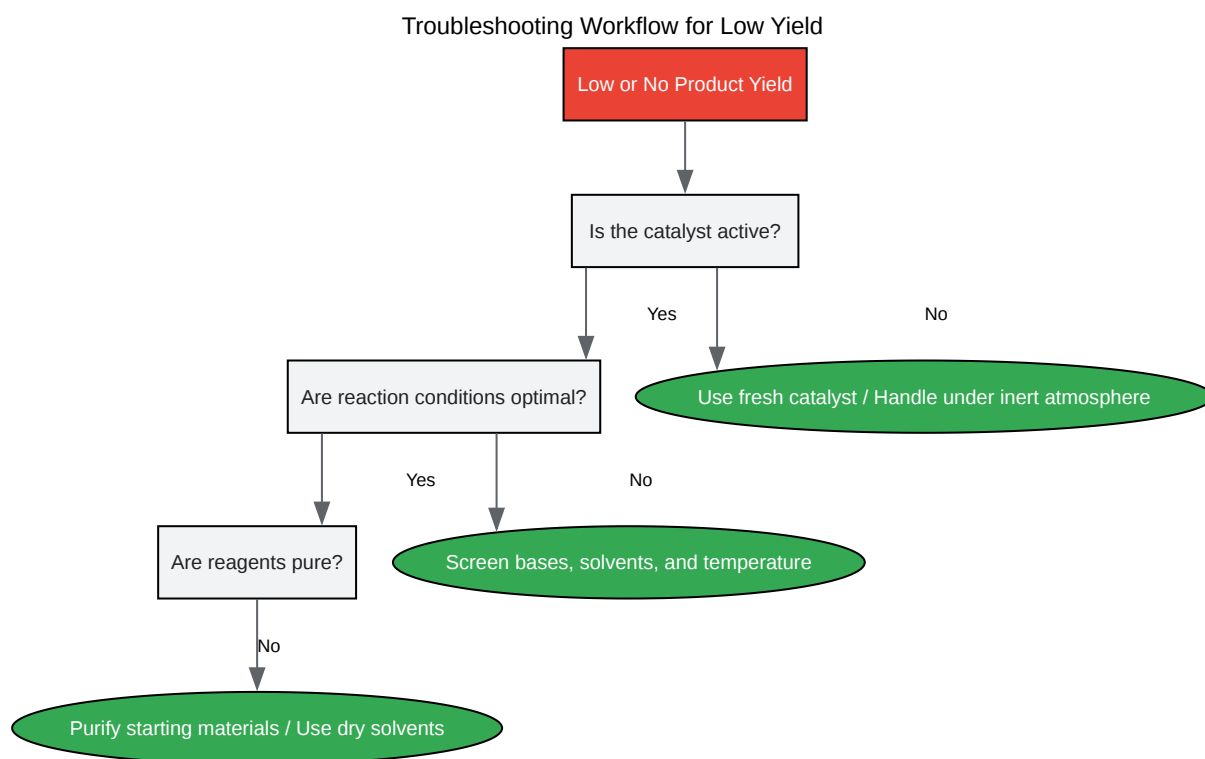 Troubleshooting Workflow for Low Yield
Low or No Product Yield
Is the catalyst active?
Yes
No
Are reaction conditions optimal?
Use fresh catalyst / Handle under inert atmosphere
Yes
No
Are reagents pure?
Screen bases, solvents, and temperature
No
Purify starting materials / Use dry solvents